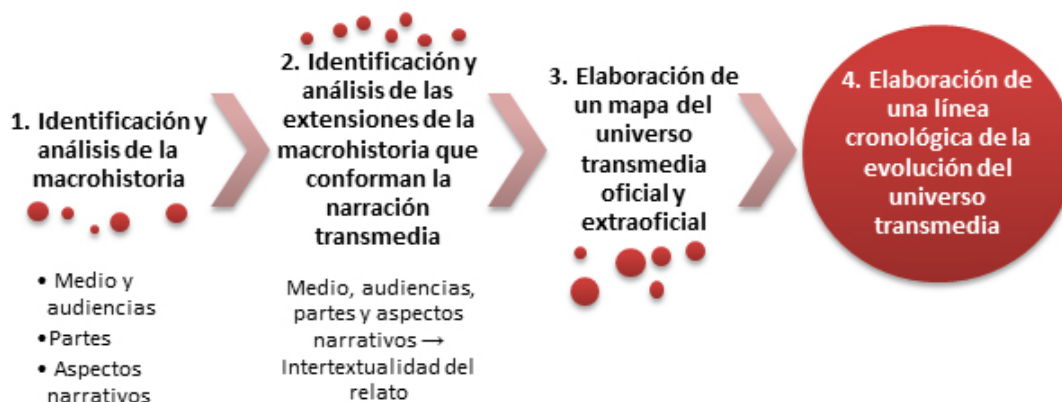 1. Identificación y
análisis de la
macrohistoria
• Medio y
audiencias
•Partes
• Aspectos
narrativos
2. Identificación y
análisis de las
extensiones de la
macrohistoria que
conforman la
narración
transmedia
Medio, audiencias,
partes y aspectos
narrativos →
Intertextualidad del
relato
3. Elaboración de
un mapa del
universo
transmedia
oficial y
extraoficial
4. Elaboración de
una línea
cronológica de la
evolución del
universo
transmedia